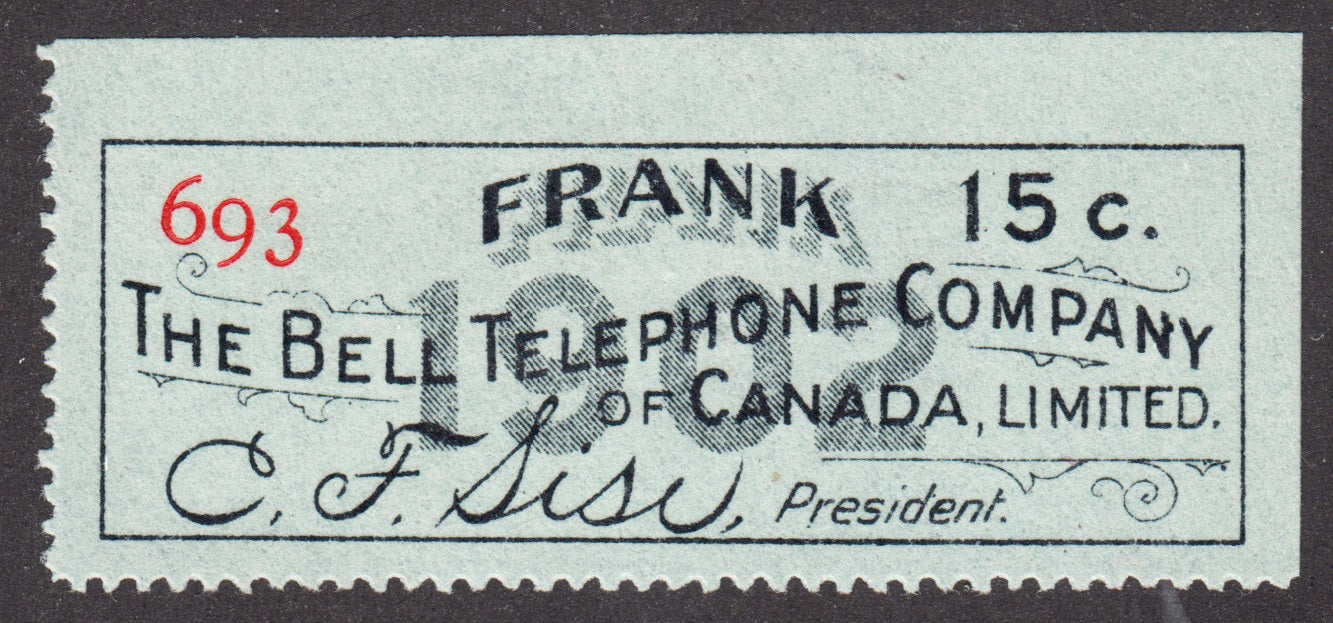 693 FRANK 15 c.
1902
THE BELL TELEPHONE COMPANY
OF CANADA, LIMITED.
C. F. Sise, President.